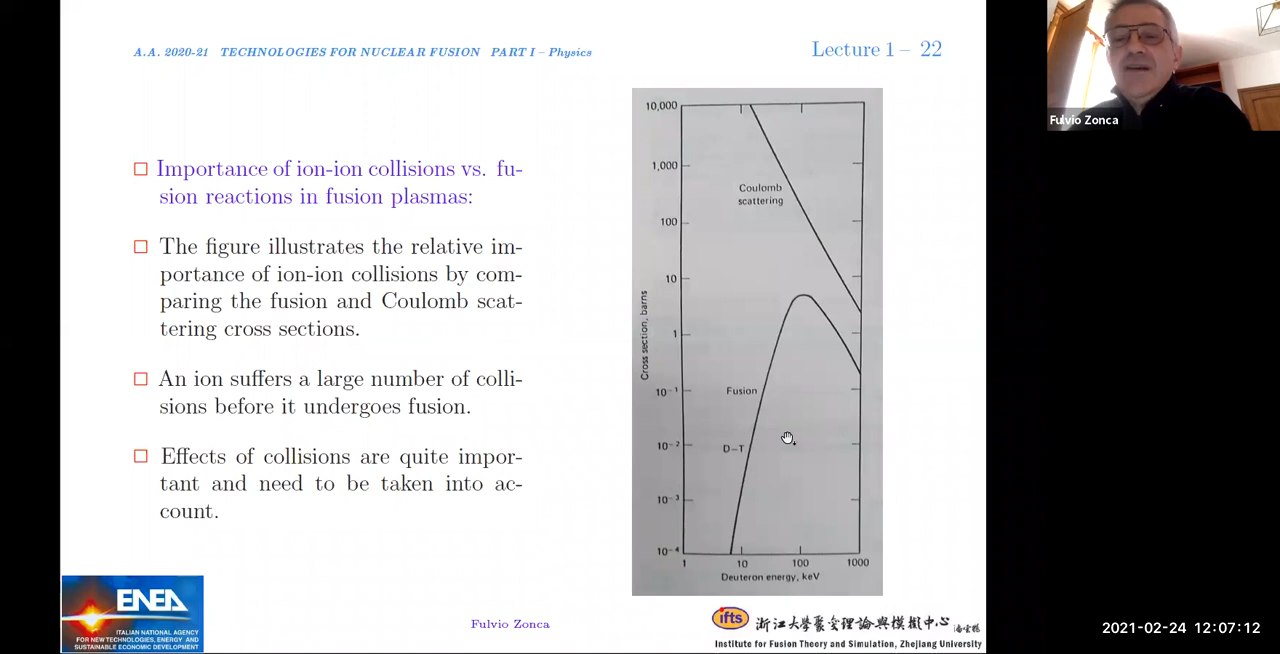 A.A. 2020-21 TECHNOLOGIES FOR NUCLEAR FUSION PART I – Physics
Lecture 1 – 22
Importance of ion-ion collisions vs. fu-
sion reactions in fusion plasmas:
The figure illustrates the relative im-
portance of ion-ion collisions by com-
paring the fusion and Coulomb scat-
tering cross sections.
An ion suffers a large number of colli-
sions before it undergoes fusion.
Effects of collisions are quite impor-
tant and need to be taken into ac-
count.
10,000
1,000
100
10
1
10⁻¹
10⁻²
10⁻³
10⁻⁴
Cross section, barns
Coulomb
scattering
Fusion
D–T
1 10 100 1000
Deuteron energy, keV
ENEA
ITALIAN NATIONAL AGENCY
FOR NEW TECHNOLOGIES, ENERGY AND
SUSTAINABLE ECONOMIC DEVELOPMENT
Fulvio Zonca
ifts
浙江大學聚变理論與模擬中心
Institute for Fusion Theory and Simulation, Zhejiang University
Fulvio Zonca
2021-02-24 12:07:12